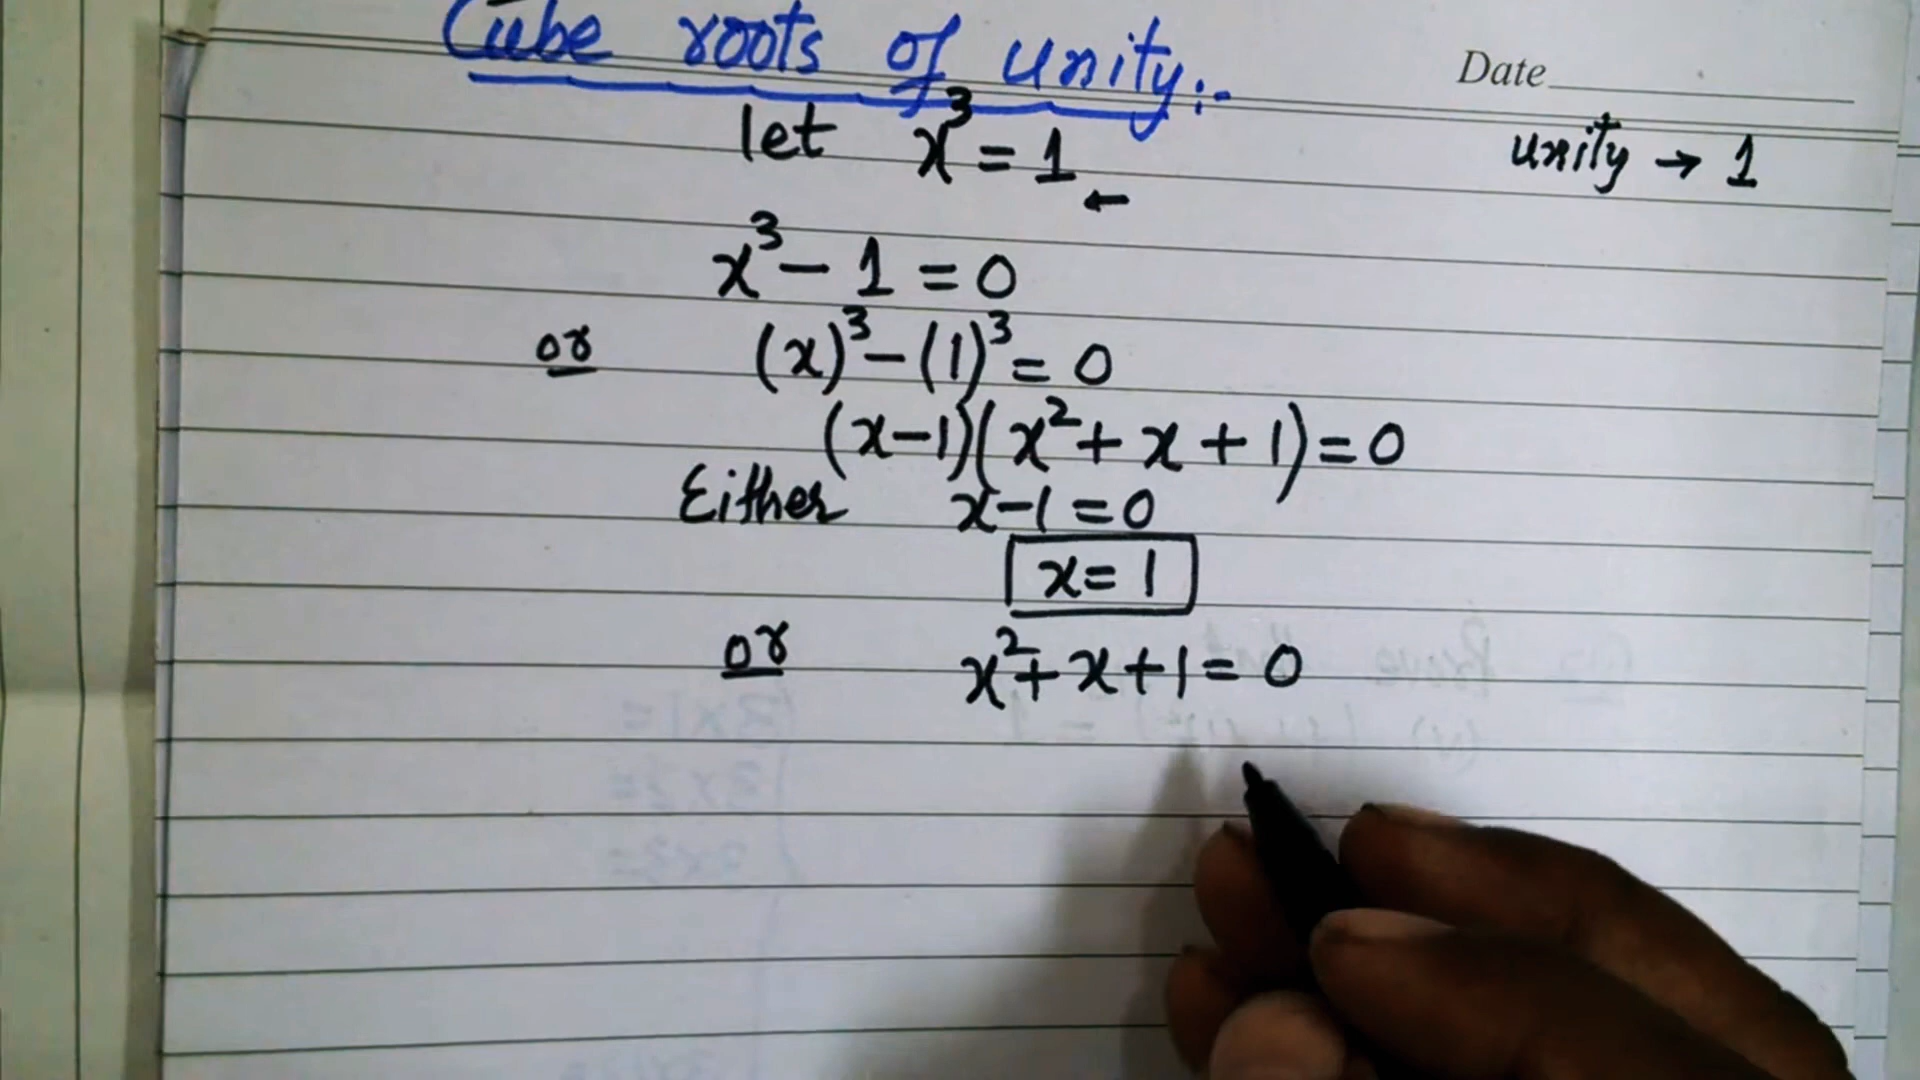 Cube roots of unity:-
Date
let x³ = 1 ←
unity → 1
x³ - 1 = 0
or (x)³ - (1)³ = 0
(x-1)(x² + x + 1) = 0
Either x-1 = 0
x = 1
or x² + x + 1 = 0